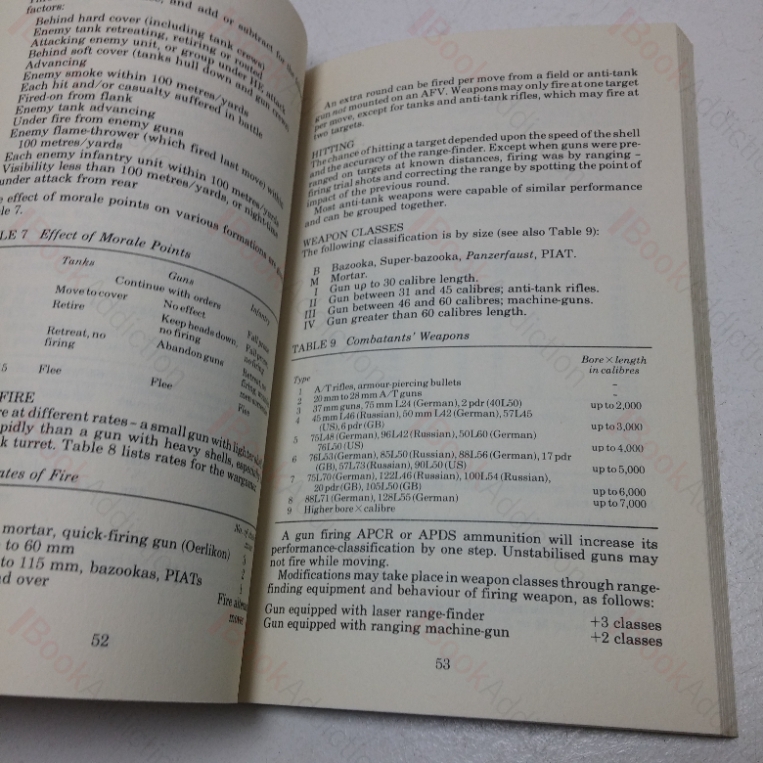 and add or subtract for the
factors:
Behind hard cover (including tank crews)
Enemy tank retreating, retiring or routed
Attacking enemy unit, or group under HE attack
Behind soft cover (tanks hull down and gun crews)
Advancing
Enemy smoke within 100 metres/yards
Each hit and/or casualty suffered in battle
Fired-on from flank
Enemy tank advancing
Under fire from enemy guns
Enemy flame-thrower (which fired last move) within
100 metres/yards
Each enemy infantry unit within 100 metres/yards
Visibility less than 100 metres/yards, or night-time
under attack from rear
effect of morale points on various formations are
7.
7 Effect of Morale Points
Tanks Guns Infantry
Continue with orders
Move to cover No effect
Retire Keep heads down,
no firing
Retreat, no
firing Abandon guns
5 Flee Flee Flee
FIRE
at different rates – a small gun with lighter
than a gun with heavy shells, especially
turret. Table 8 lists rates for the wargame
of Fire
mortar, quick-firing gun (Oerlikon) 3
to 60 mm 2
to 115 mm, bazookas, PIATs 1
over
52
An extra round can be fired per move from a field or anti-tank
gun not mounted on an AFV. Weapons may only fire at one target
per move, except for tanks and anti-tank rifles, which may fire at
two targets.
HITTING
The chance of hitting a target depended upon the speed of the shell
and the accuracy of the range-finder. Except when guns were pre-
ranged on targets at known distances, firing was by ranging –
firing trial shots and correcting the range by spotting the point of
impact of the previous round.
Most anti-tank weapons were capable of similar performance
and can be grouped together.
WEAPON CLASSES
The following classification is by size (see also Table 9):
B Bazooka, Super-bazooka, Panzerfaust, PIAT.
M Mortar.
I Gun up to 30 calibre length.
II Gun between 31 and 45 calibres; anti-tank rifles.
III Gun between 46 and 60 calibres; machine-guns.
IV Gun greater than 60 calibres length.
TABLE 9 Combatants' Weapons
Bore × length
Type in calibres
1 A/T rifles, armour-piercing bullets –
2 20 mm to 28 mm A/T guns –
3 37 mm guns, 75 mm L24 (German), 2 pdr (40L50) up to 2,000
4 45 mm L46 (Russian), 50 mm L42 (German), 57L45
(US), 6 pdr (GB) up to 3,000
5 75L48 (German), 96L42 (Russian), 50L60 (German)
76L50 (US) up to 4,000
6 76L53 (German), 85L50 (Russian), 88L56 (German), 17 pdr
(GB), 57L73 (Russian), 90L50 (US) up to 5,000
7 75L70 (German), 122L46 (Russian), 100L54 (Russian),
20 pdr (GB), 105L50 (GB) up to 6,000
8 88L71 (German), 128L55 (German) up to 7,000
9 Higher bore × calibre
A gun firing APCR or APDS ammunition will increase its
performance-classification by one step. Unstabilised guns may
not fire while moving.
Modifications may take place in weapon classes through range-
finding equipment and behaviour of firing weapon, as follows:
Gun equipped with laser range-finder +3 classes
Gun equipped with ranging machine-gun +2 classes
53
BookAddiction